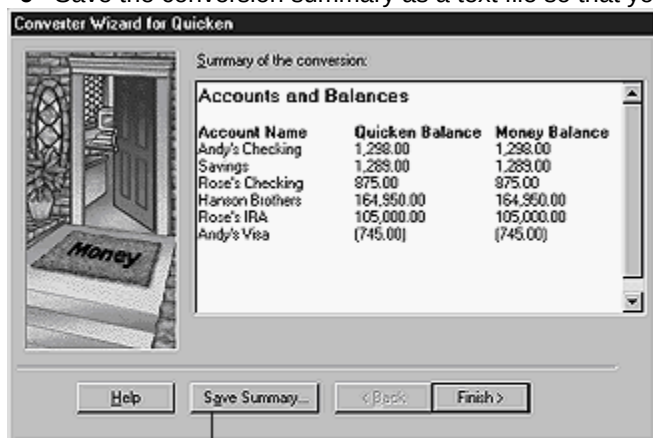 Save the conversion summary as a text file so that yo
Converter Wizard for Quicken
Summary of the conversion:
Accounts and Balances
Account Name Quicken Balance Money Balance
Andy's Checking 1,298.00 1,298.00
Savings 1,289.00 1,289.00
Rose's Checking 875.00 875.00
Hanson Brothers 164,950.00 164,950.00
Rose's IRA 105,000.00 105,000.00
Andy's Visa (745.00) (745.00)
Money
Help Save Summary... < Back Finish >